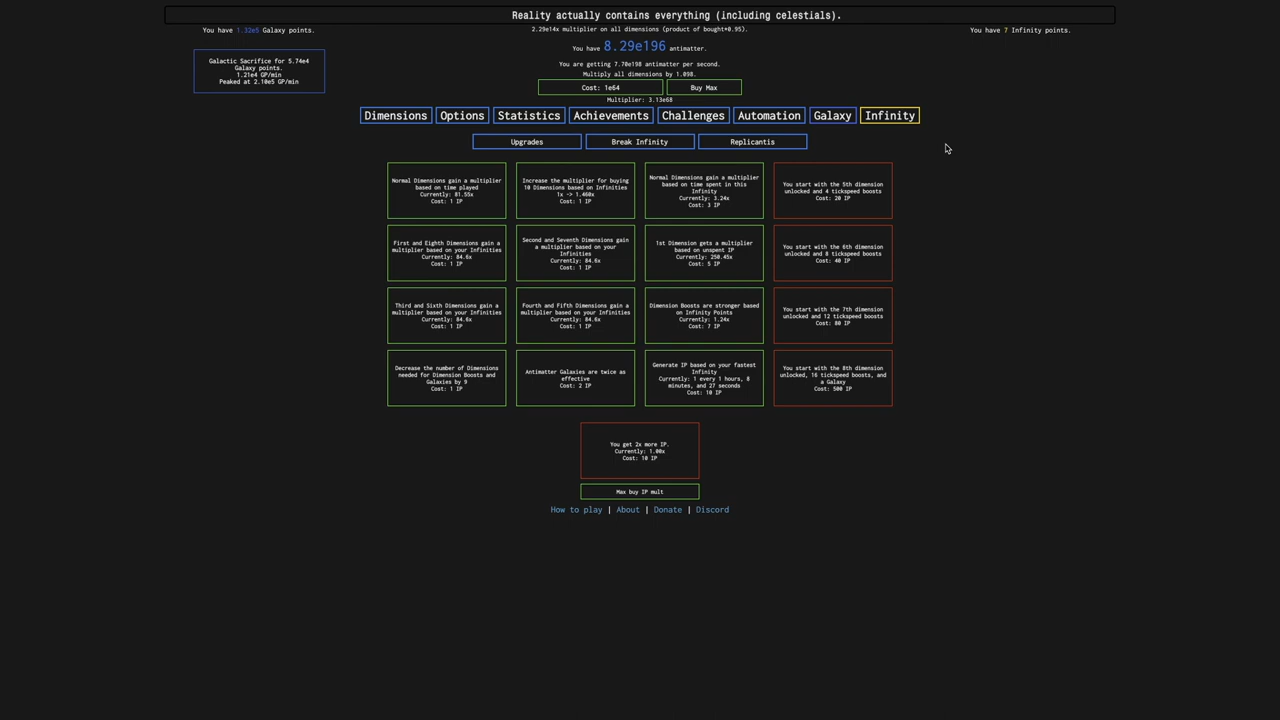 Reality actually contains everything (including celestials).
You have 1.32e5 Galaxy points.
2.29e14x multiplier on all dimensions (product of bought*0.95).
You have 7 Infinity points.
You have 8.29e196 antimatter.
Galactic Sacrifice for 5.74e4
Galaxy points.
1.21e4 GP/min
Peaked at 2.10e5 GP/min
You are getting 7.70e198 antimatter per second.
Multiply all dimensions by 1.098.
Cost: 1e64
Buy Max
Multiplier: 3.13e68
Dimensions
Options
Statistics
Achievements
Challenges
Automation
Galaxy
Infinity
Upgrades
Break Infinity
Replicantis
Normal Dimensions gain a multiplier
based on time played
Currently: 81.55x
Cost: 1 IP
Increase the multiplier for buying
10 Dimensions based on Infinities
1x -> 1.460x
Cost: 1 IP
Normal Dimensions gain a multiplier
based on time spent in this
Infinity
Currently: 3.24x
Cost: 3 IP
You start with the 5th dimension
unlocked and 4 tickspeed boosts
Cost: 20 IP
First and Eighth Dimensions gain a
multiplier based on your Infinities
Currently: 84.6x
Cost: 1 IP
Second and Seventh Dimensions gain
a multiplier based on your
Infinities
Currently: 84.6x
Cost: 1 IP
1st Dimension gets a multiplier
based on unspent IP
Currently: 250.45x
Cost: 5 IP
You start with the 6th dimension
unlocked and 8 tickspeed boosts
Cost: 40 IP
Third and Sixth Dimensions gain a
multiplier based on your Infinities
Currently: 84.6x
Cost: 1 IP
Fourth and Fifth Dimensions gain a
multiplier based on your Infinities
Currently: 84.6x
Cost: 1 IP
Dimension Boosts are stronger based
on Infinity Points
Currently: 1.24x
Cost: 7 IP
You start with the 7th dimension
unlocked and 12 tickspeed boosts
Cost: 80 IP
Decrease the number of Dimensions
needed for Dimension Boosts and
Galaxies by 9
Cost: 1 IP
Antimatter Galaxies are twice as
effective
Cost: 2 IP
Generate IP based on your fastest
Infinity
Currently: 1 every 1 hours, 8
minutes, and 27 seconds
Cost: 10 IP
You start with the 8th dimension
unlocked, 16 tickspeed boosts, and
a Galaxy
Cost: 500 IP
You get 2x more IP.
Currently: 1.00x
Cost: 10 IP
Max buy IP mult
How to play | About | Donate | Discord